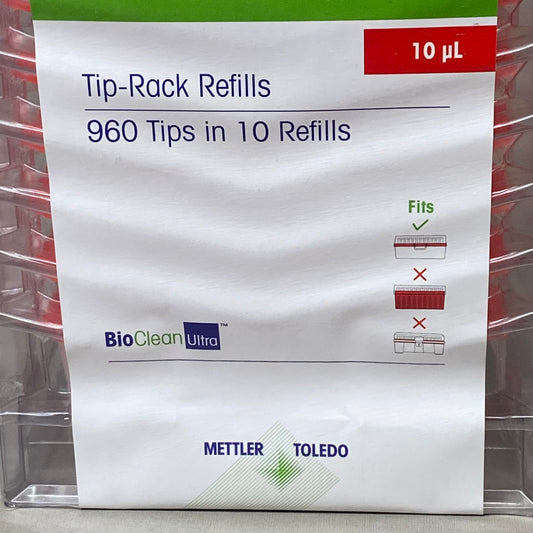 10 µL
Tip-Rack Refills
960 Tips in 10 Refills
Fits
BioClean Ultra™
METTLER TOLEDO